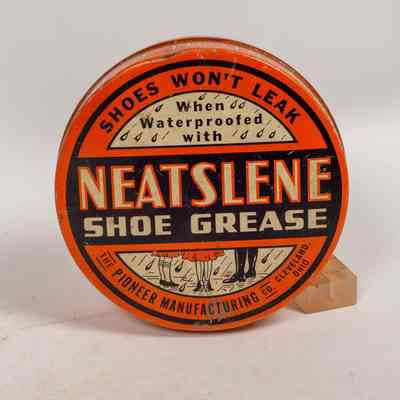 SHOES WON'T LEAK
When
Waterproofed
with
NEATSLENE
SHOE GREASE
THE PIONEER MANUFACTURING CO. CLEVELAND, OHIO